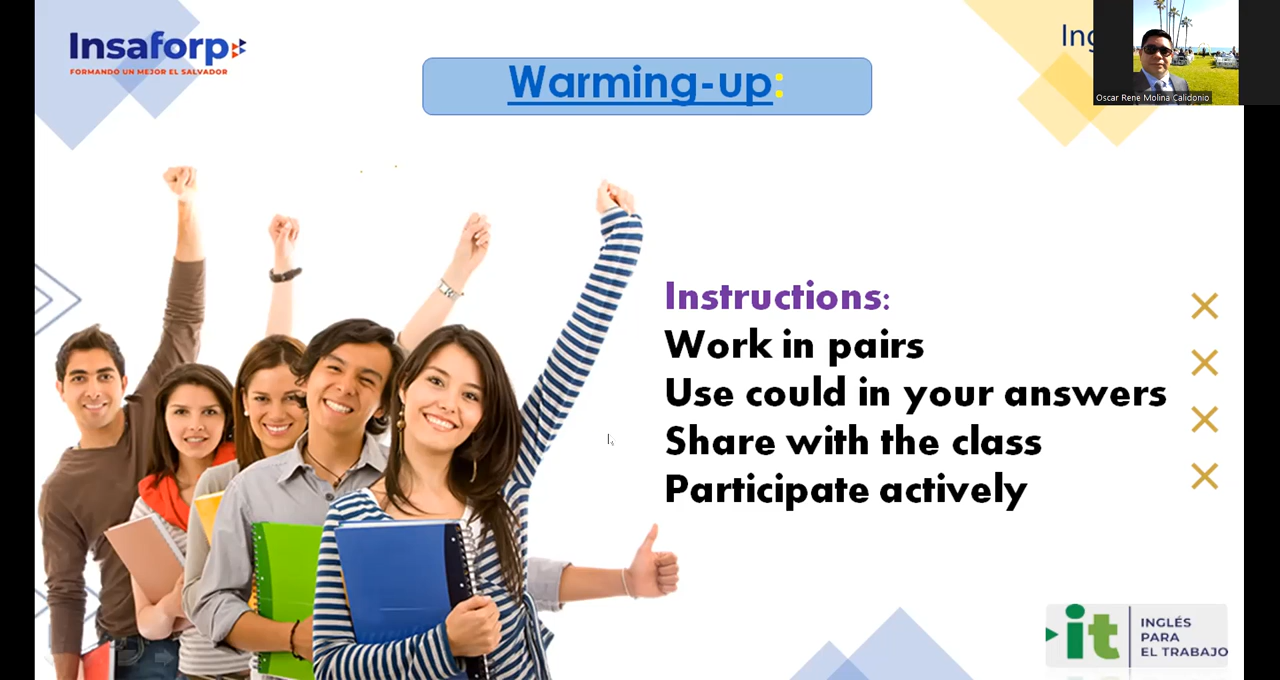 Insaforp
FORMANDO UN MEJOR EL SALVADOR
Warming-up:
Ing
Oscar Rene Molina Calidonio
Instructions:
Work in pairs
Use could in your answers
Share with the class
Participate actively
it
INGLÉS
PARA
EL TRABAJO